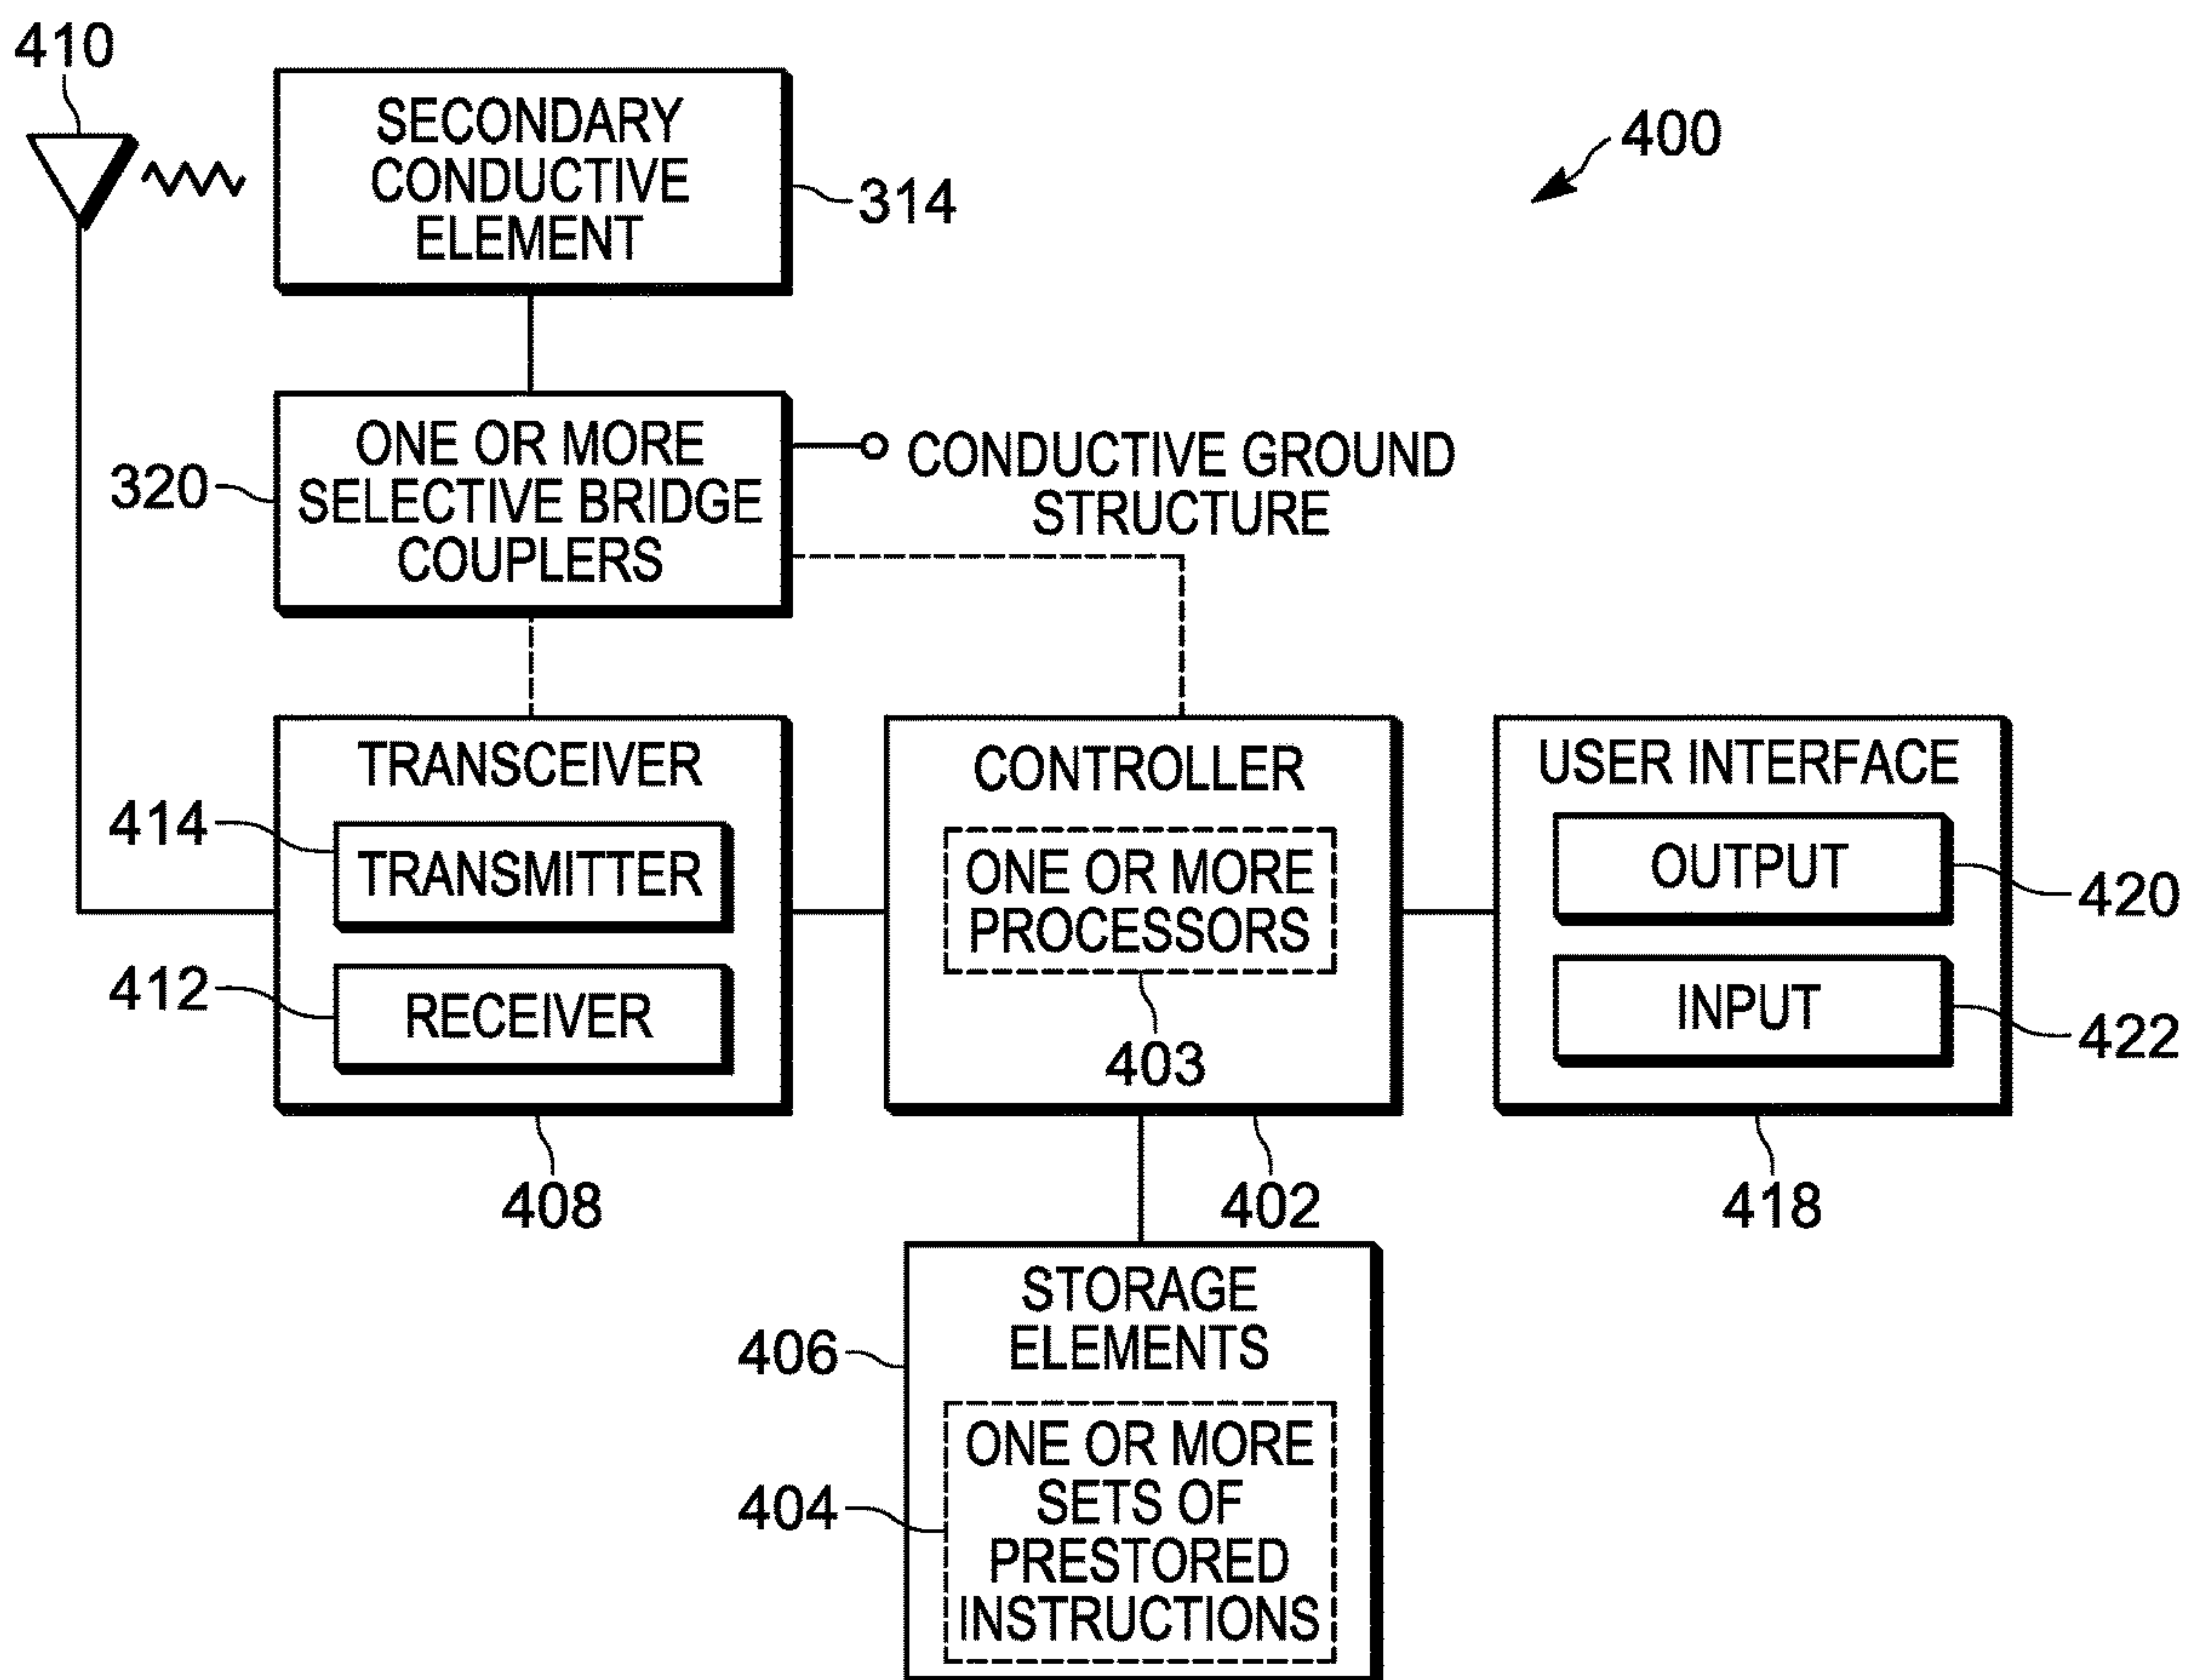 410
SECONDARY
CONDUCTIVE
ELEMENT
314
400
ONE OR MORE
SELECTIVE BRIDGE
COUPLERS
320
CONDUCTIVE GROUND
STRUCTURE
TRANSCEIVER
414
TRANSMITTER
412
RECEIVER
408
CONTROLLER
ONE OR MORE
PROCESSORS
403
402
USER INTERFACE
OUTPUT
420
INPUT
422
418
STORAGE
ELEMENTS
406
ONE OR MORE
SETS OF
PRESTORED
INSTRUCTIONS
404